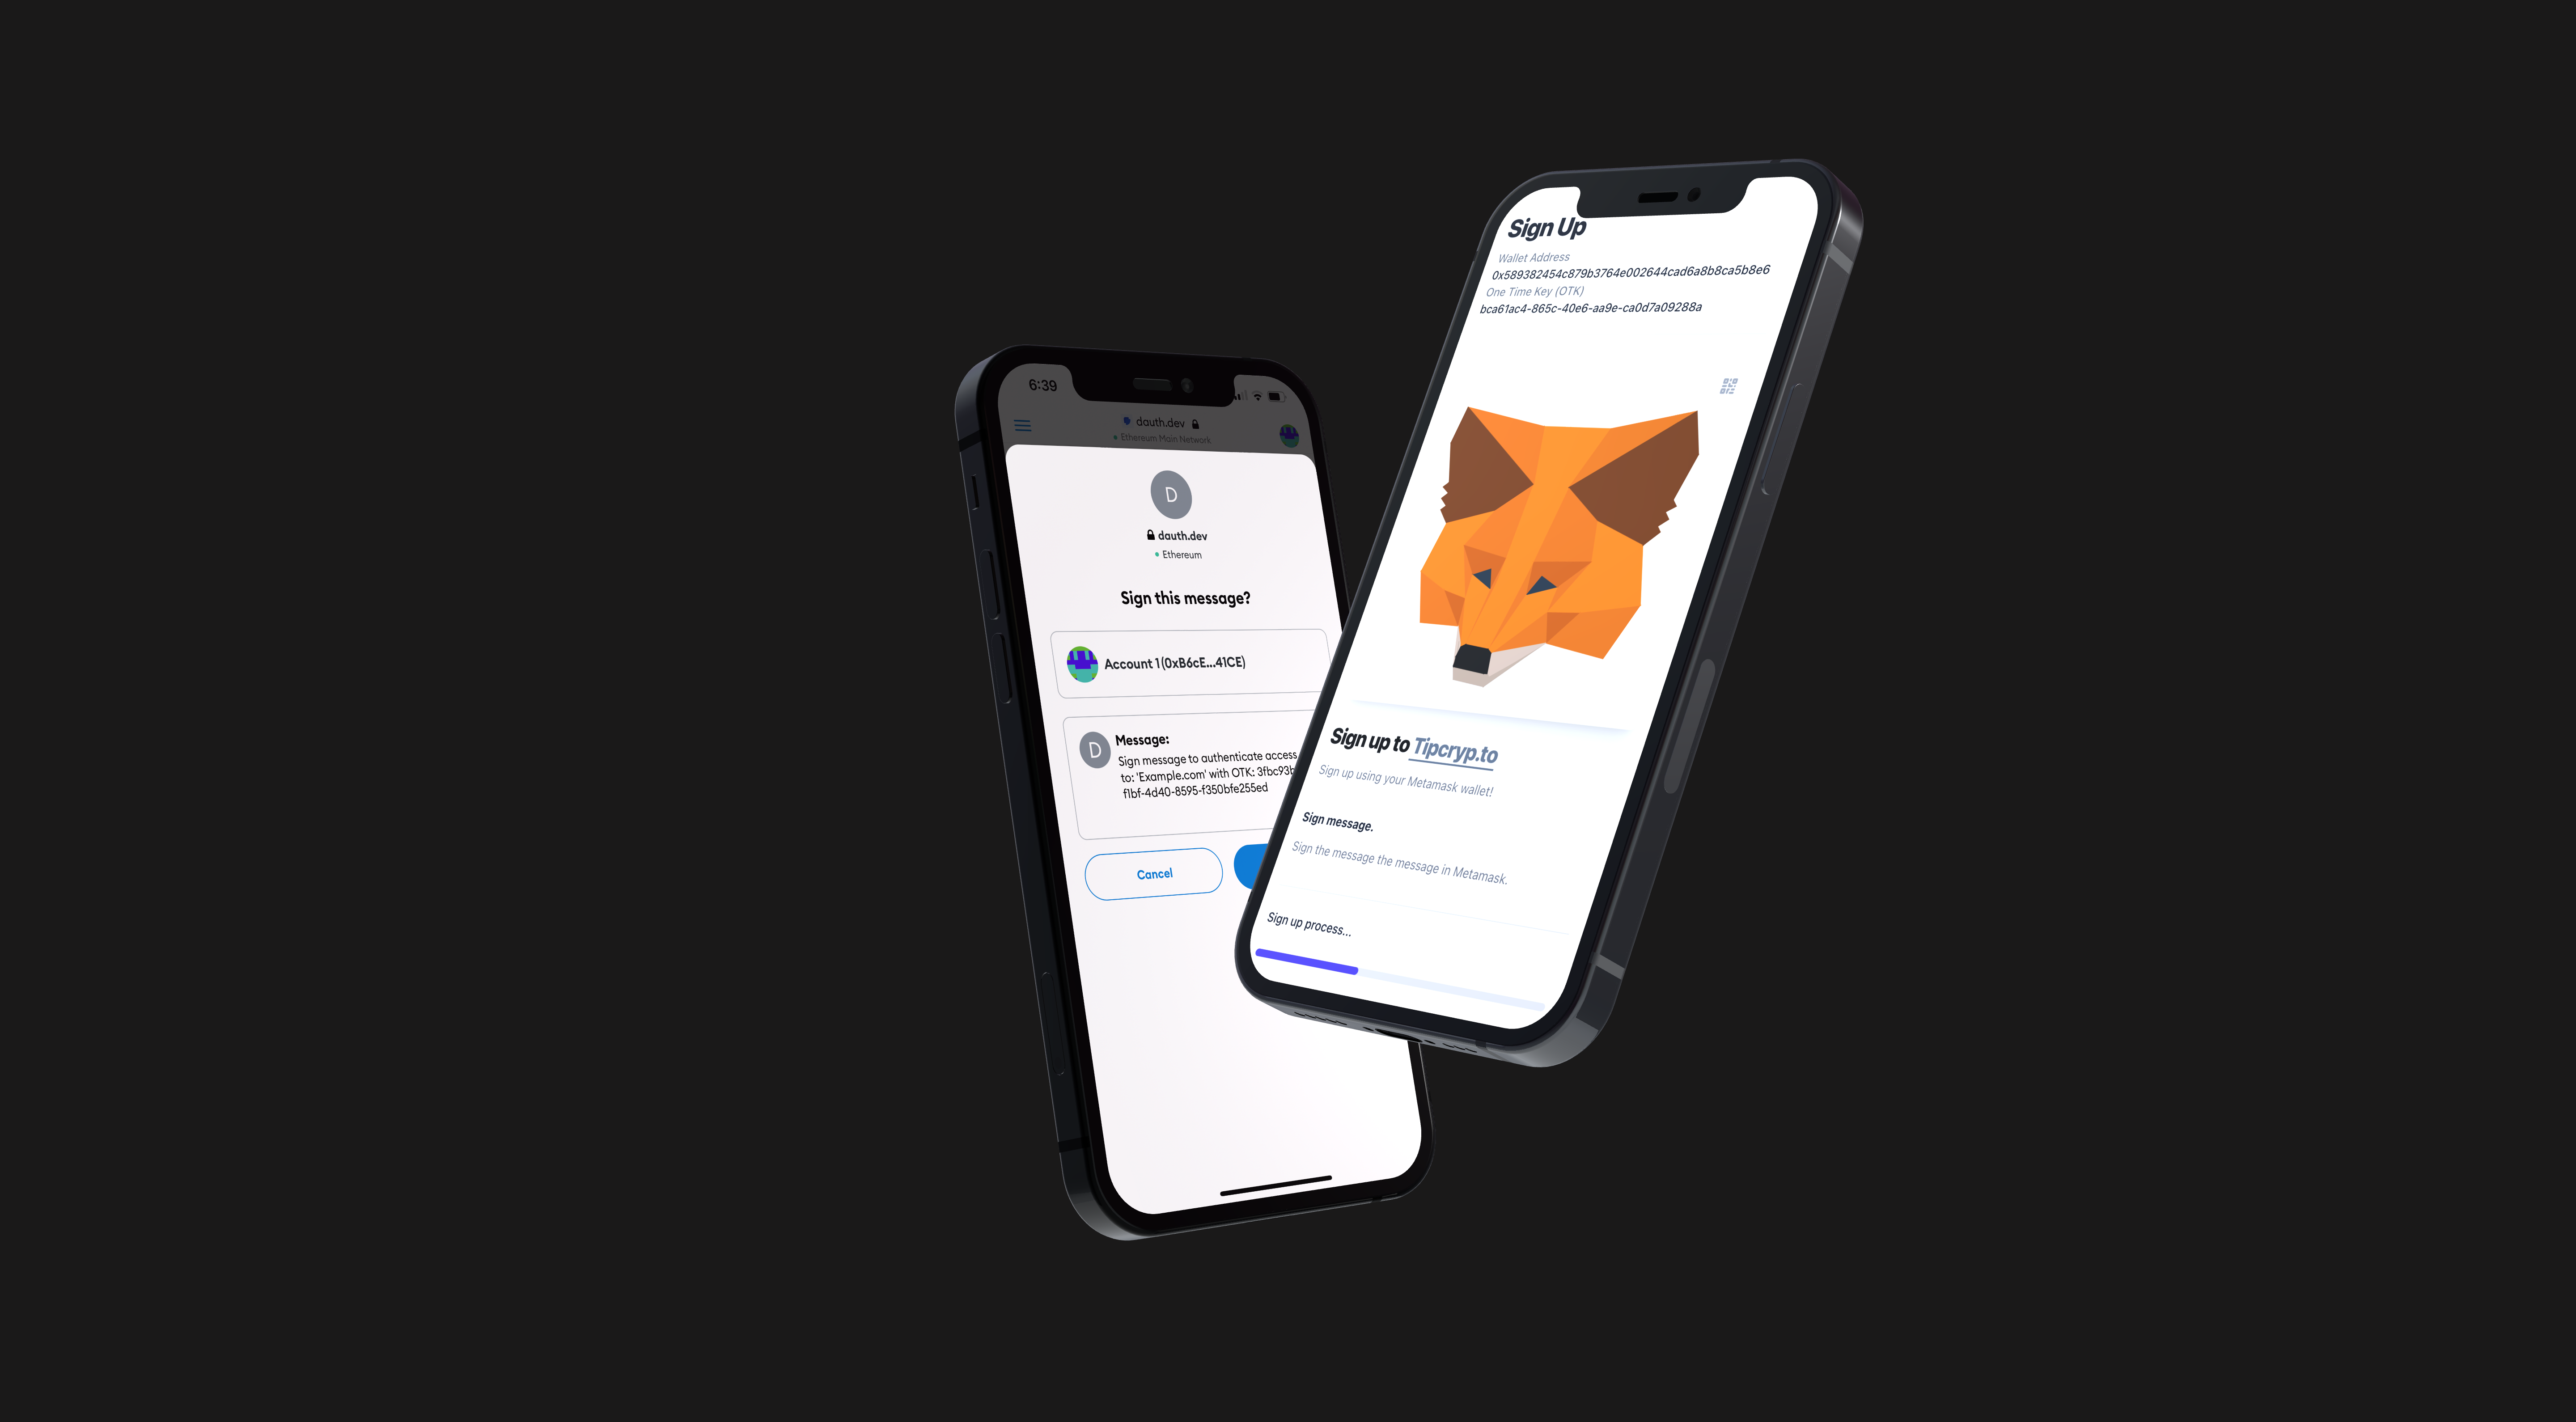 6:39
dauth.dev
Ethereum Main Network
D
dauth.dev
Ethereum
Sign this message?
Account 1 (0xB6cE...41CE)
D
Message:
Sign message to authenticate access
to: 'Example.com' with OTK: 3fbc93b
f1bf-4d40-8595-f350bfe255ed
Cancel
Sign Up
Wallet Address
0x589382454c879b3764e002644cad6a8b8ca5b8e6
One Time Key (OTK)
bca61ac4-865c-40e6-aa9e-ca0d7a09288a
Sign up to Tipcryp.to
Sign up using your Metamask wallet!
Sign message.
Sign the message the message in Metamask.
Sign up process...